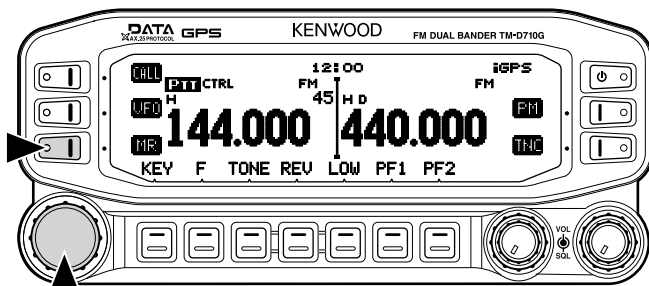 DATA AX.25 PROTOCOL GPS KENWOOD FM DUAL BANDER TM-D710G
CALL 12:00 iGPS
PTT CTRL FM FM
VFO H 45 H D PM
MR 144.000 440.000 TNC
KEY F TONE REV LOW PF1 PF2
VOL
SQL